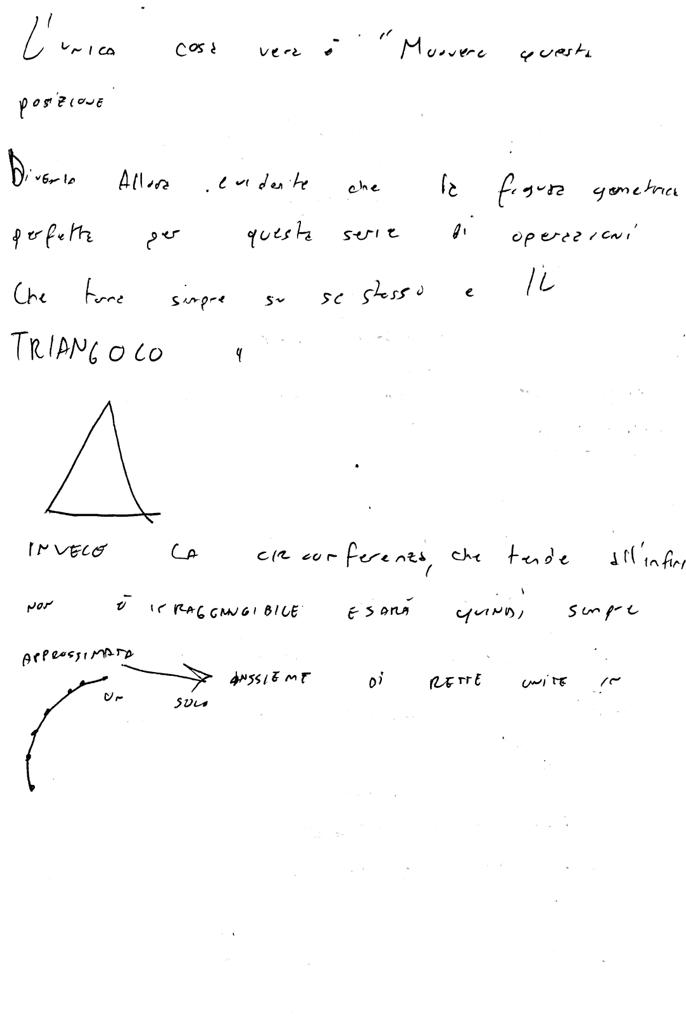 L'unica cosa vera è "Muovere questa
posizione
Diventa Allora evidente che la figura geometrica
perfetta per questa serie di operazioni
Che torna sempre su se stesso e IL
TRIANGOLO
INVECE LA circonferenza, che tende all'infini
NON È IRRAGGIUNGIBILE E SARÀ QUINDI sempre
APPROSSIMATA
UN SOLO INSSIEME DI RETTE UNITE IN